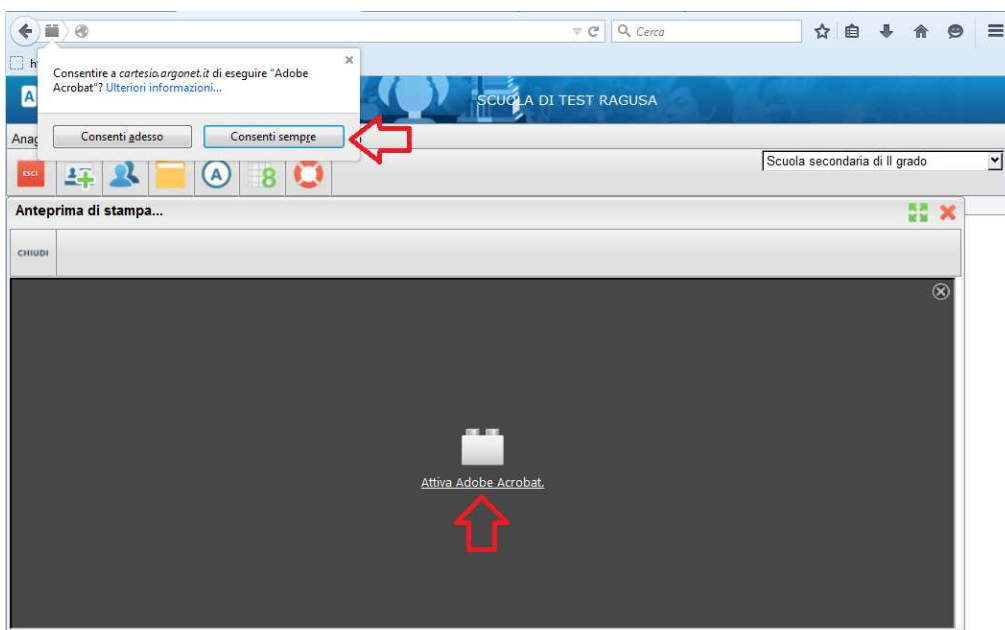 Cerca
h
Consentire a cartesio.argonet.it di eseguire "Adobe
Acrobat"? Ulteriori informazioni...
A
SCUOLA DI TEST RAGUSA
Consenti adesso
Consenti sempre
Anag
Scuola secondaria di II grado
ESCI
A
8
Anteprima di stampa...
CHIUDI
Attiva Adobe Acrobat.